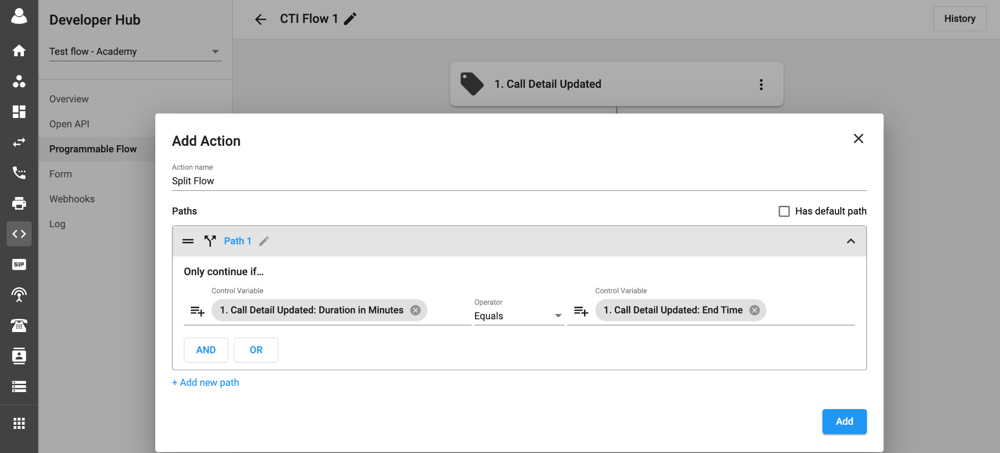 Developer Hub
Test flow - Academy
Overview
Open API
Programmable Flow
Form
Webhooks
Log
SIP
CTI Flow 1
History
1. Call Detail Updated
Add Action
Action name
Split Flow
Paths
Has default path
Path 1
Only continue if...
Control Variable
1. Call Detail Updated: Duration in Minutes
Operator
Equals
Control Variable
1. Call Detail Updated: End Time
AND
OR
+ Add new path
Add